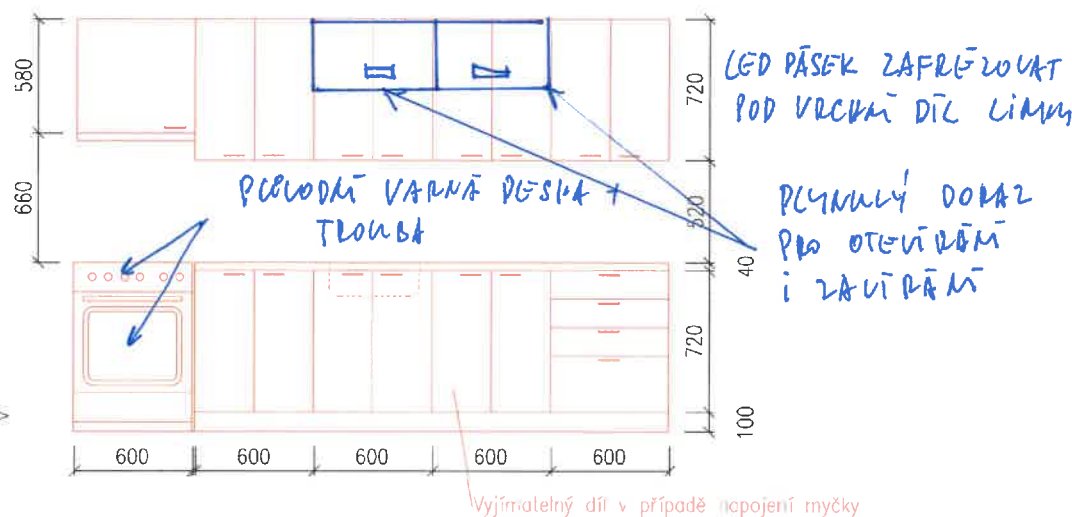 580
660
720
LED PÁSEK ZAFRÉZOVAT
POD VRCHNÍ DÍL LINKY
PŮVODNÍ VARNÁ DESKA +
TROUBA
520
PLYNULÝ DORAZ
PRO OTEVÍRÁNÍ
i ZAVÍRÁNÍ
40
720
100
600
600
600
600
600
Vyjímatelný díl v případě napojení myčky